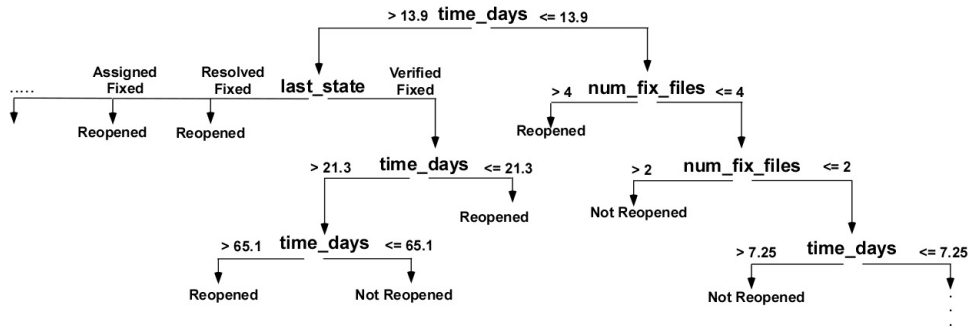 > 13.9 time_days <= 13.9
..... Assigned Fixed Resolved Fixed last_state Verified Fixed
> 4 num_fix_files <= 4
Reopened Reopened
Reopened
> 21.3 time_days <= 21.3
> 2 num_fix_files <= 2
Reopened
Not Reopened
> 65.1 time_days <= 65.1
> 7.25 time_days <= 7.25
Reopened Not Reopened
Not Reopened